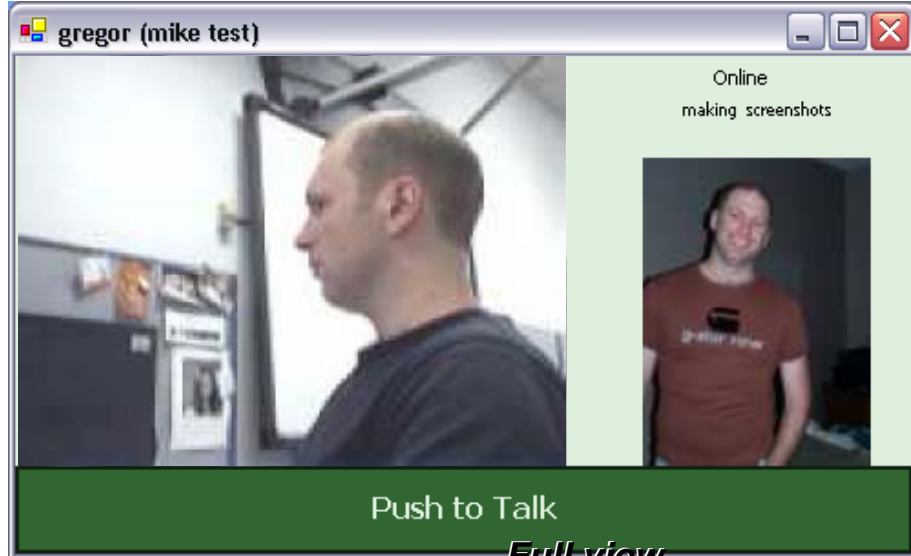 gregor (mike test)
Online
making screenshots
Push to Talk
Full view